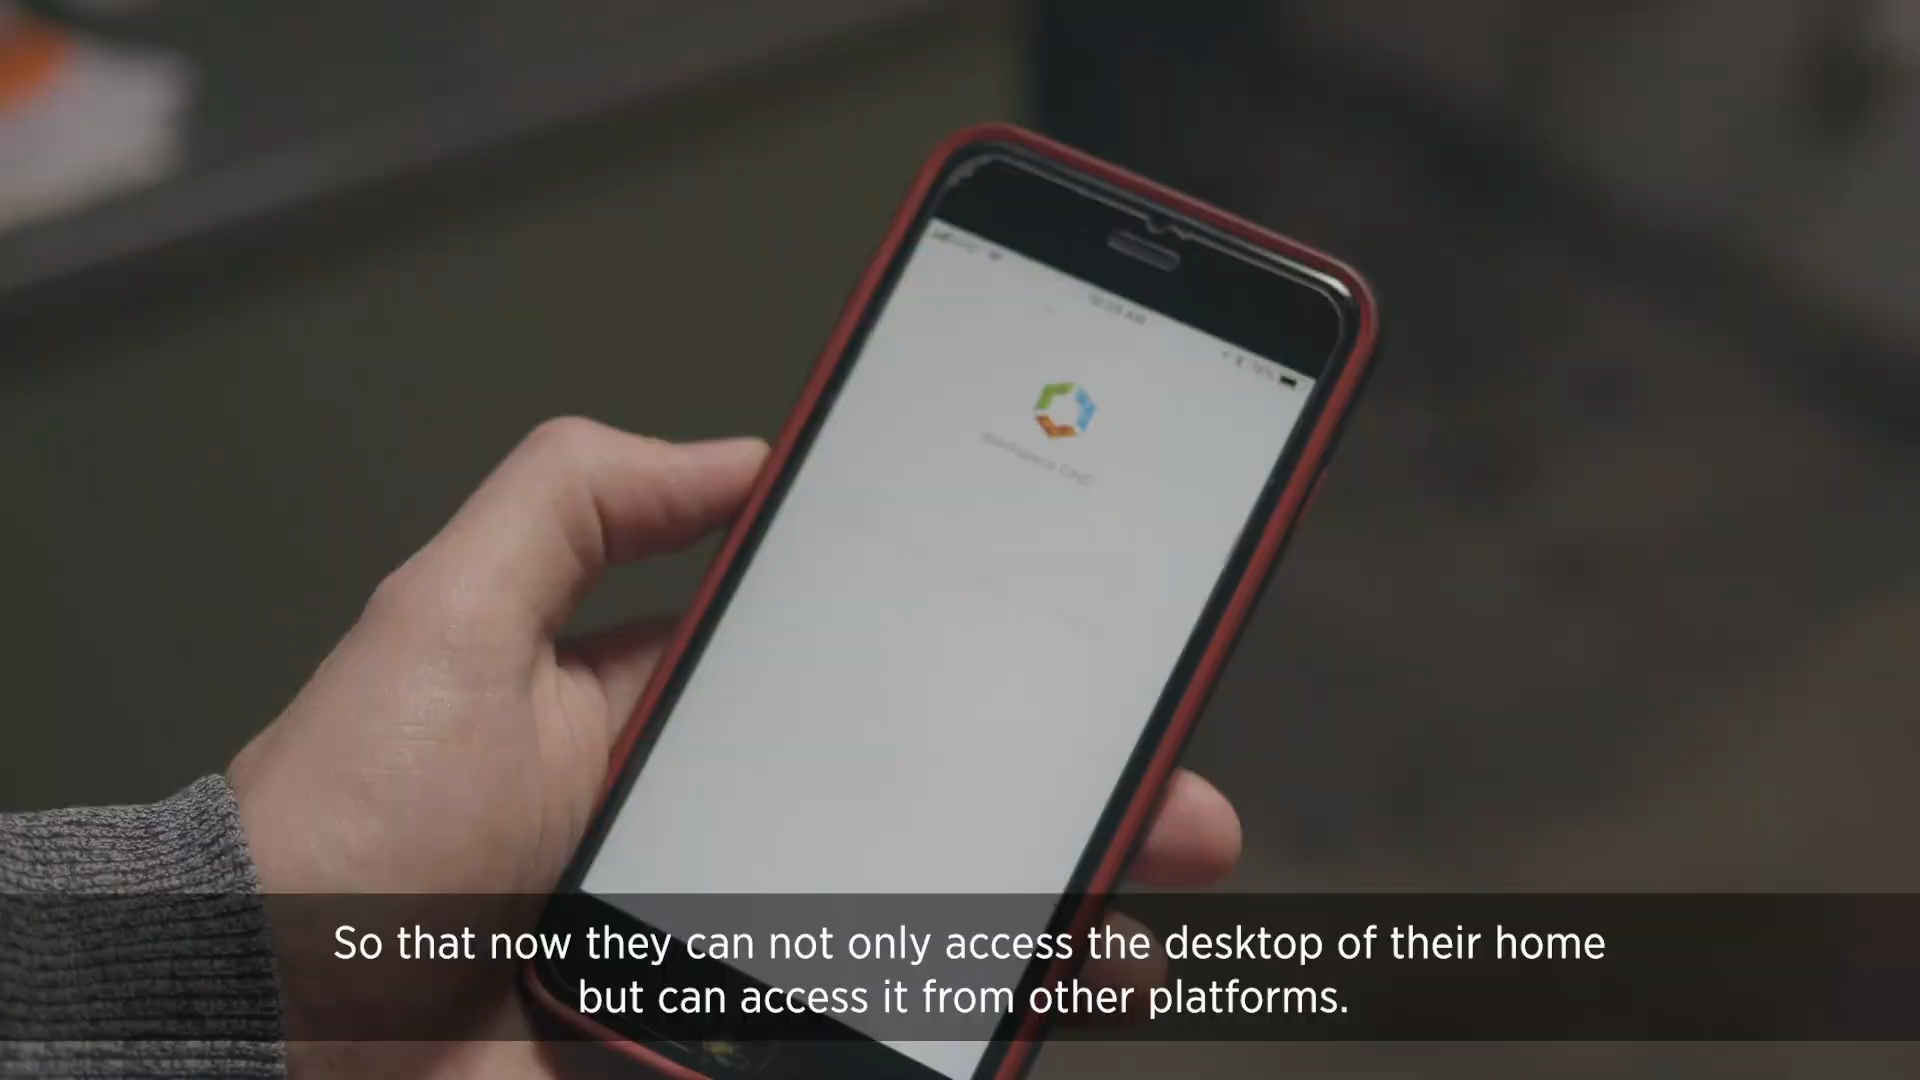 So that now they can not only access the desktop of their home
but can access it from other platforms.